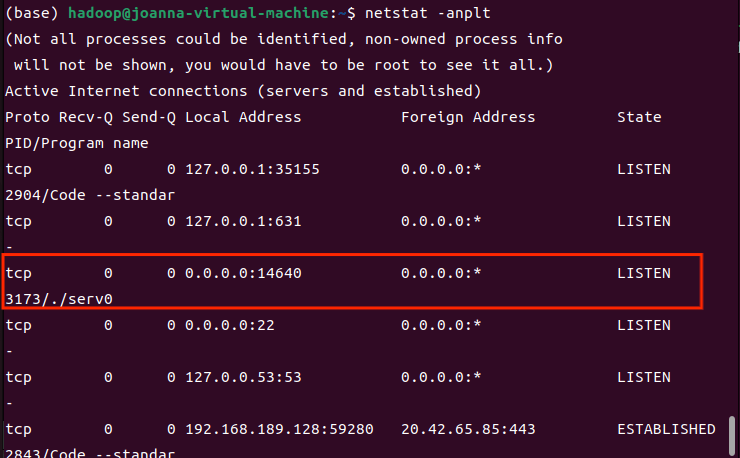 (base) hadoop@joanna-virtual-machine:~$ netstat -anplt
(Not all processes could be identified, non-owned process info
 will not be shown, you would have to be root to see it all.)
Active Internet connections (servers and established)
Proto Recv-Q Send-Q Local Address           Foreign Address         State
PID/Program name
tcp        0      0 127.0.0.1:35155         0.0.0.0:*               LISTEN
2904/Code --standar
tcp        0      0 127.0.0.1:631           0.0.0.0:*               LISTEN
-
tcp        0      0 0.0.0.0:14640           0.0.0.0:*               LISTEN
3173/./serv0
tcp        0      0 0.0.0.0:22              0.0.0.0:*               LISTEN
-
tcp        0      0 127.0.0.53:53           0.0.0.0:*               LISTEN
-
tcp        0      0 192.168.189.128:59280   20.42.65.85:443         ESTABLISHED
2843/Code --standar